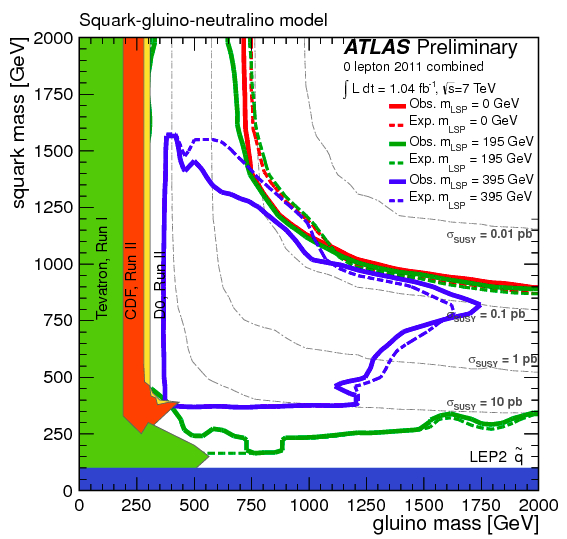 Squark-gluino-neutralino model
squark mass [GeV]
2000
1750
1500
1250
1000
750
500
250
0
ATLAS Preliminary
0 lepton 2011 combined
∫ L dt = 1.04 fb⁻¹, √s=7 TeV
Obs. m_LSP = 0 GeV
Exp. m_LSP = 0 GeV
Obs. m_LSP = 195 GeV
Exp. m_LSP = 195 GeV
Obs. m_LSP = 395 GeV
Exp. m_LSP = 395 GeV
Tevatron, Run I
CDF, Run II
D0, Run II
σ_SUSY = 0.01 pb
σ_SUSY = 0.1 pb
σ_SUSY = 1 pb
σ_SUSY = 10 pb
LEP2 q̃
0 250 500 750 1000 1250 1500 1750 2000
gluino mass [GeV]